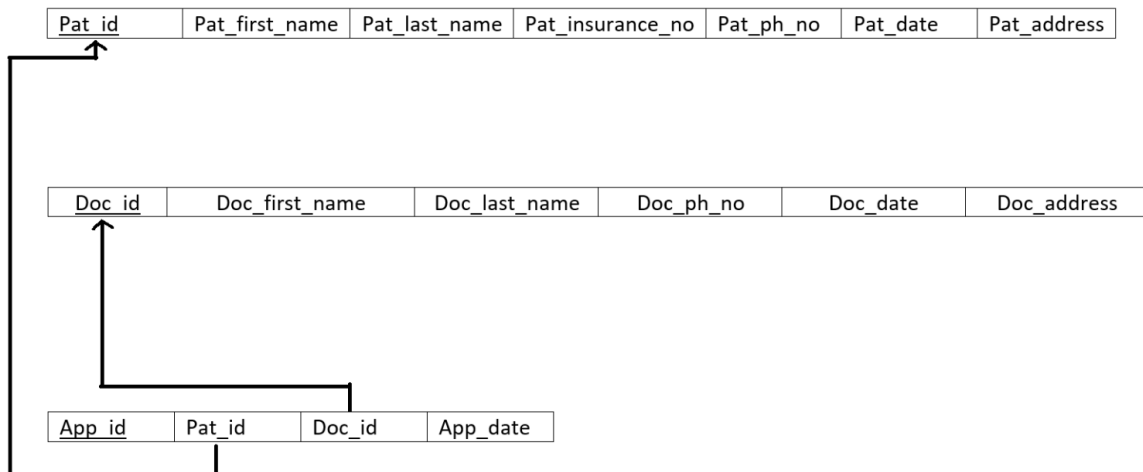 Pat_id Pat_first_name Pat_last_name Pat_insurance_no Pat_ph_no Pat_date Pat_address
Doc_id Doc_first_name Doc_last_name Doc_ph_no Doc_date Doc_address
App_id Pat_id Doc_id App_date